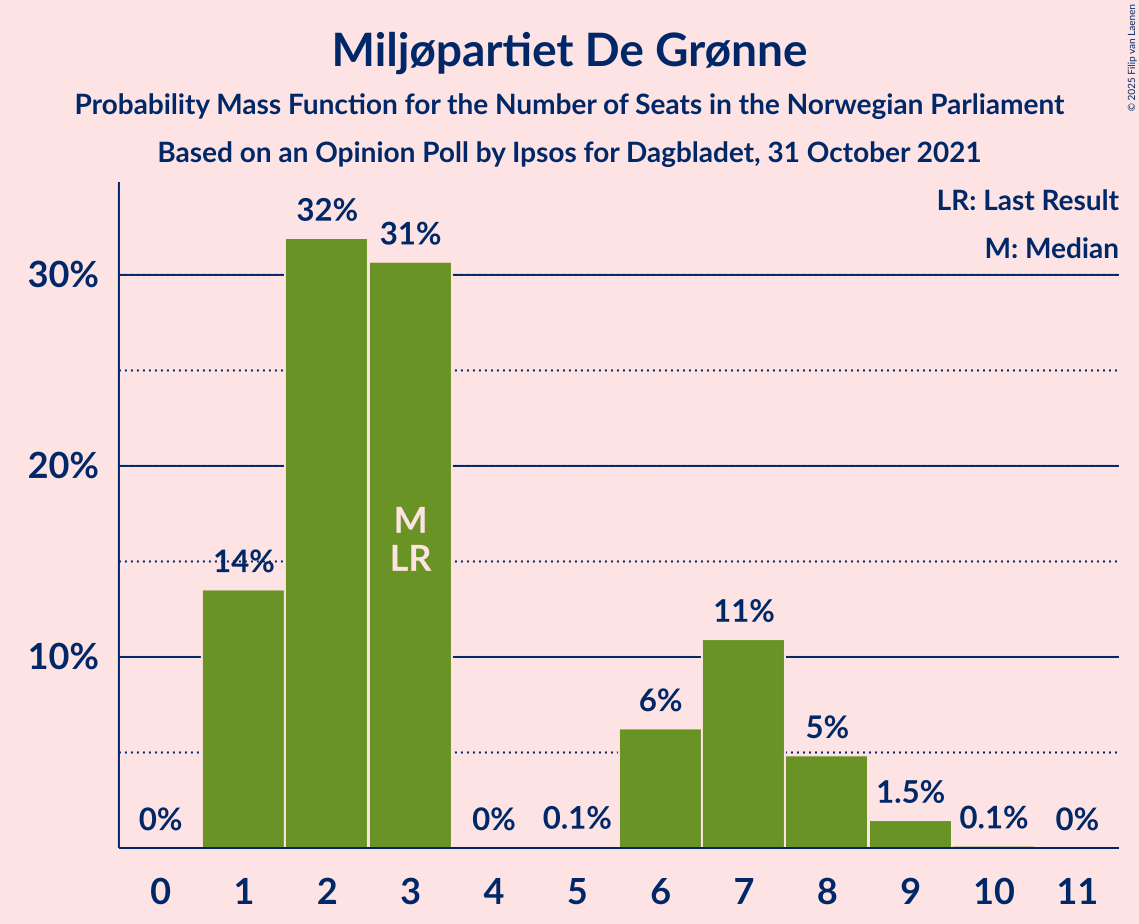 Miljøpartiet De Grønne
Probability Mass Function for the Number of Seats in the Norwegian Parliament
Based on an Opinion Poll by Ipsos for Dagbladet, 31 October 2021
© 2025 Filip van Laenen
LR: Last Result
M: Median
30%
20%
10%
0%
14%
32%
31%
M
LR
0%
0.1%
6%
11%
5%
1.5%
0.1%
0%
0 1 2 3 4 5 6 7 8 9 10 11